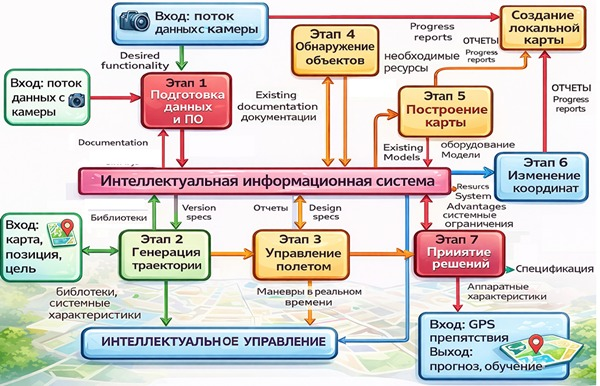 Вход: поток
данных с камеры
Desired
functionality
Этап 4
Обнаружение
объектов
Progress
reports
необходимые
ресурсы
ОТЧЕТЫ
Progress
reports
Создание
локальной
карты
Вход: поток
данных с
камеры
Этап 1
Подготовка
данных
и ПО
Existing
documentation
документации
Этап 5
Построение
карты
ОТЧЕТЫ
Progress reports
Documentation
Existing
Models
оборудование
Модели
Интеллектуальная информационная система
Этап 6
Изменение
координат
Resurcs
System
Advantages
системные
ограничения
Библиотеки
Version
specs
Отчеты
Design
specs
Вход:
карта,
позиция,
цель
Этап 2
Генерация
траектории
Этап 3
Управление
полетом
Этап 7
Приятие
решений
Спецификация
Библотеки,
системные
характеристики
Маневры в реальном
времени
Аппаратные
характеристики
ИНТЕЛЛЕКТУАЛЬНОЕ УПРАВЛЕНИЕ
Вход: GPS
препятствия
Выход:
прогноз, обучение